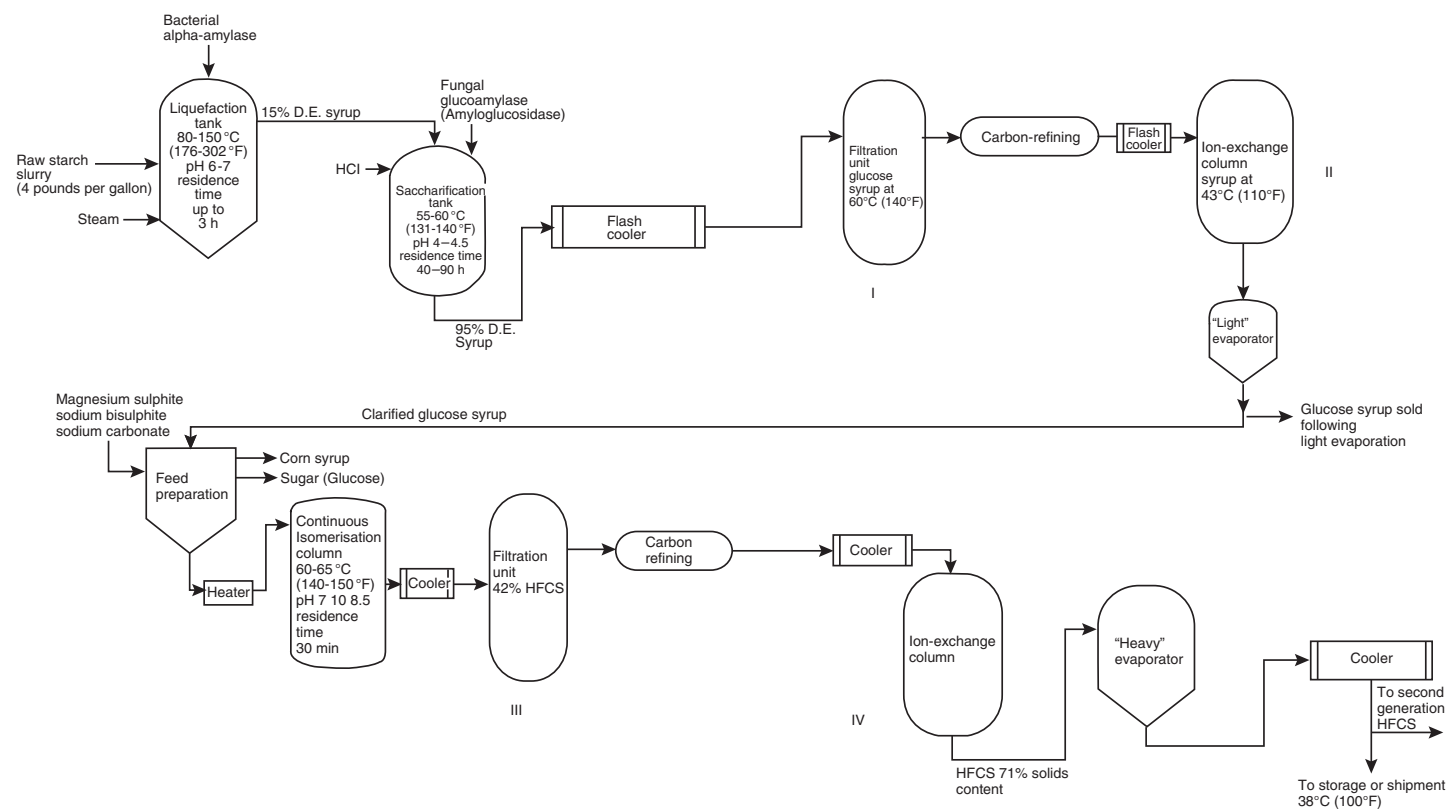 Bacterial
alpha-amylase
Liquefaction
tank
80-150 °C
(176-302 °F)
pH 6-7
residence
time
up to
3 h
Raw starch
slurry
(4 pounds per gallon)
Steam
15% D.E. syrup
Fungal
glucoamylase
(Amyloglucosidase)
HCl
Saccharification
tank
55-60 °C
(131-140 °F)
pH 4–4.5
residence time
40–90 h
95% D.E.
Syrup
Flash
cooler
Filtration
unit
glucose
syrup at
60°C (140°F)
I
Carbon-refining
Flash
cooler
Ion-exchange
column
syrup at
43°C (110°F)
II
"Light"
evaporator
Glucose syrup sold
following
light evaporation
Clarified glucose syrup
Magnesium sulphite
sodium bisulphite
sodium carbonate
Feed
preparation
Corn syrup
Sugar (Glucose)
Heater
Continuous
Isomerisation
column
60-65 °C
(140-150 °F)
pH 7 10 8.5
residence
time
30 min
Cooler
Filtration
unit
42% HFCS
III
Carbon
refining
Cooler
Ion-exchange
column
IV
HFCS 71% solids
content
"Heavy"
evaporator
Cooler
To second
generation
HFCS
To storage or shipment
38°C (100°F)